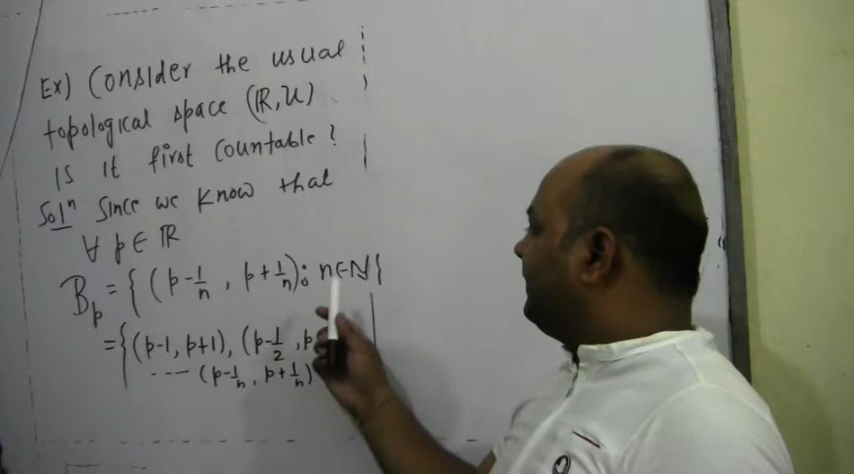 Ex) Consider the usual
topological space (ℝ, U)
Is it first countable?
Solⁿ Since we know that
∀ p ∈ ℝ
B_p = { (p - 1/n , p + 1/n) : n ∈ ℕ }
= { (p-1, p+1), (p - 1/2 , p
---- (p - 1/n , p + 1/n)